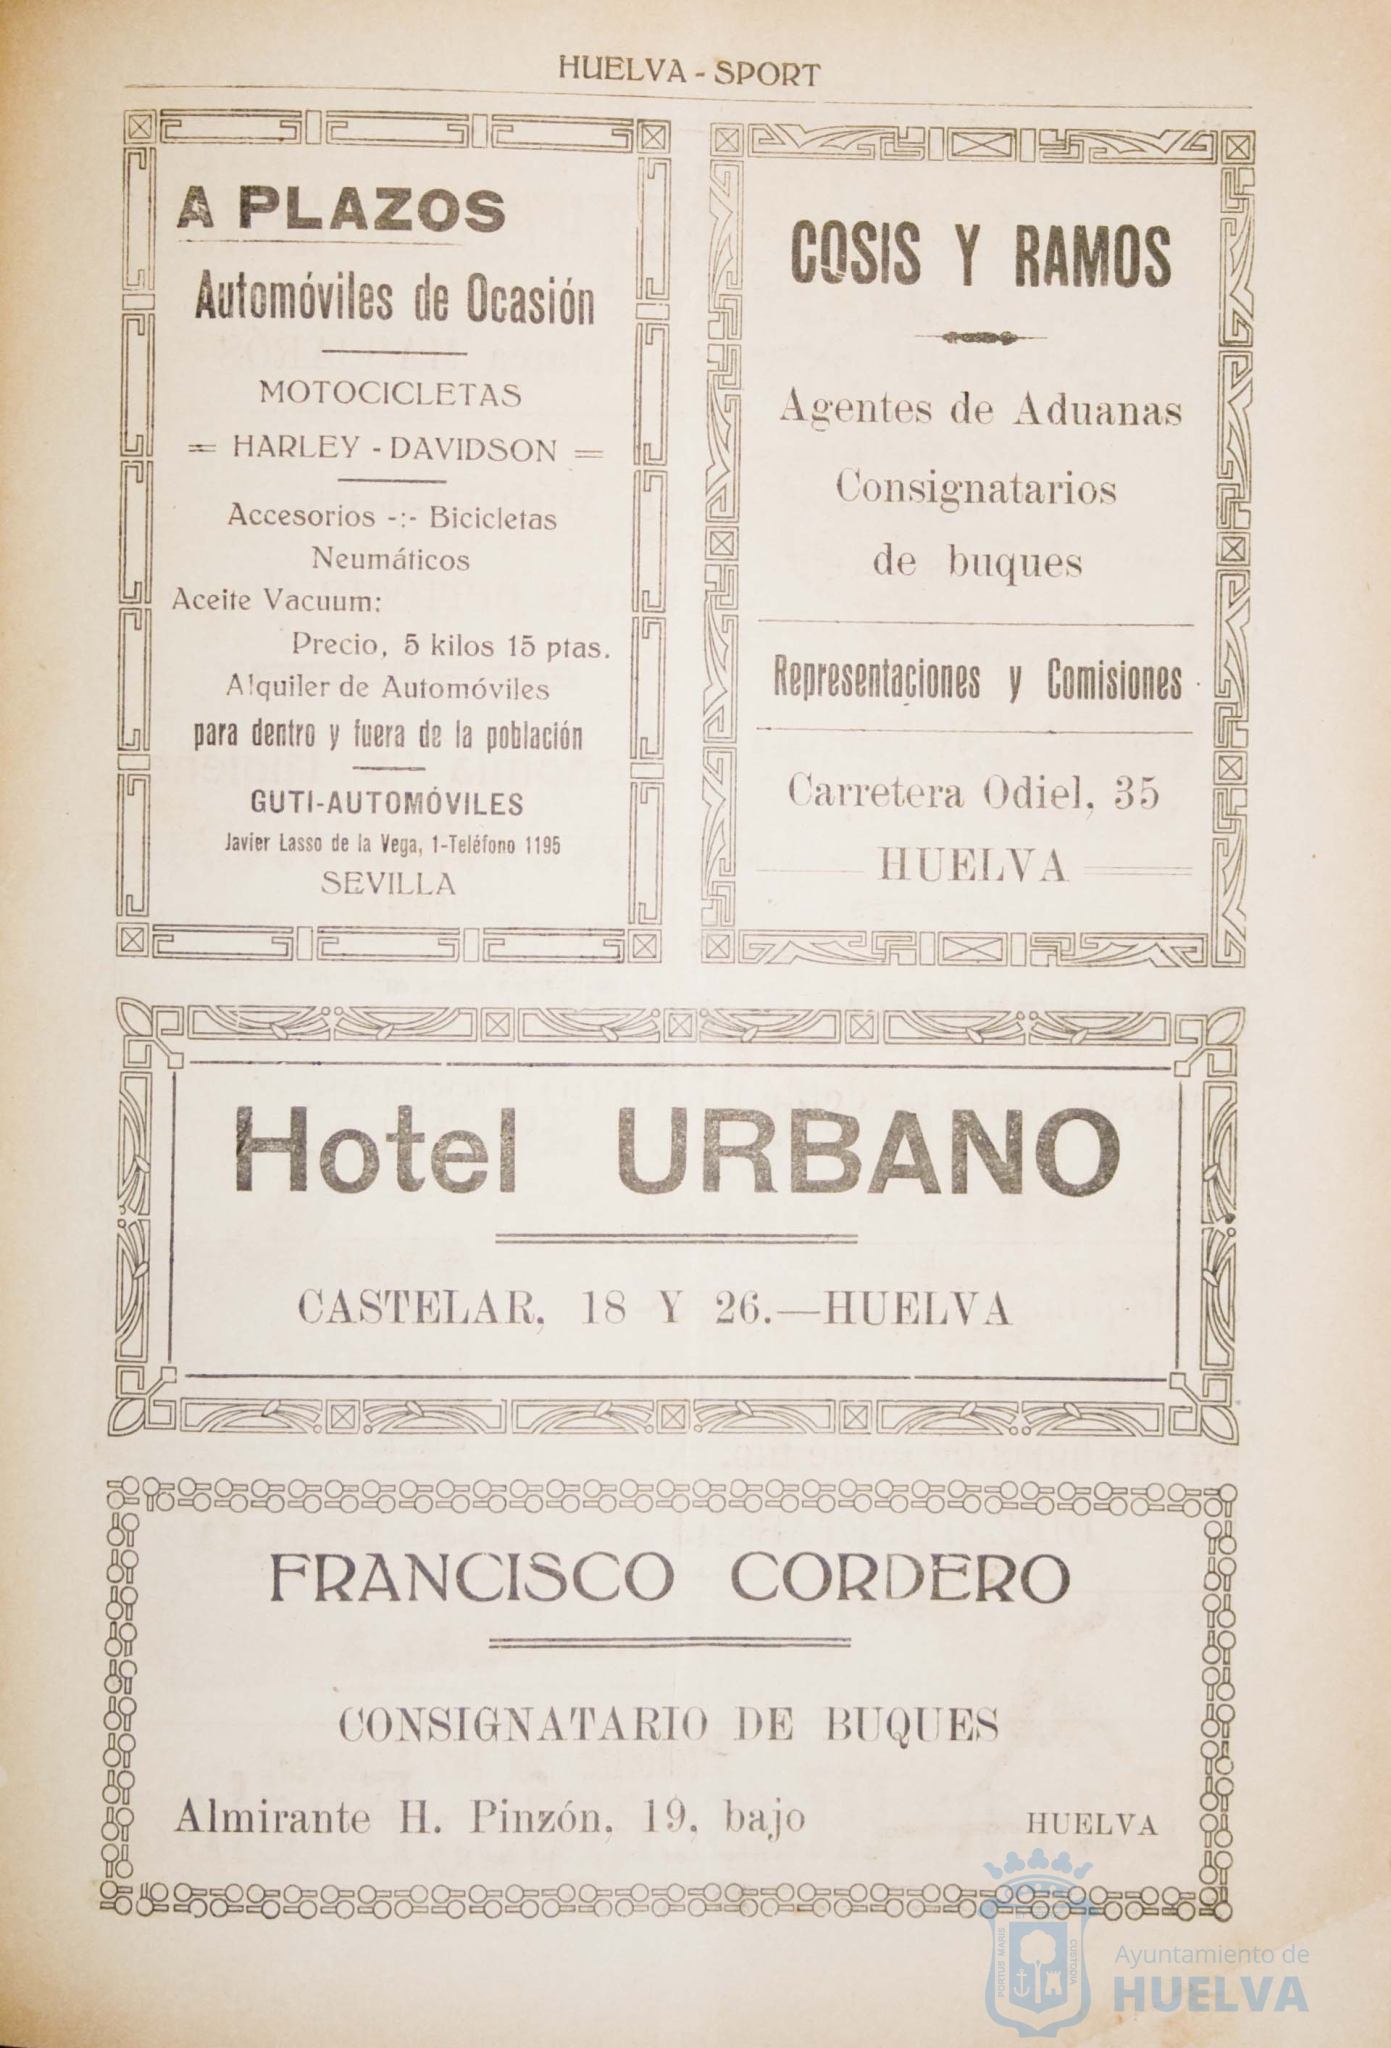 HUELVA - SPORT
A PLAZOS
Automóviles de Ocasión
MOTOCICLETAS
= HARLEY - DAVIDSON =
Accesorios -:- Bicicletas
Neumáticos
Aceite Vacuum:
Precio, 5 kilos 15 ptas.
Alquiler de Automóviles
para dentro y fuera de la población
GUTI-AUTOMÓVILES
Javier Lasso de la Vega, 1-Teléfono 1195
SEVILLA
COSIS Y RAMOS
Agentes de Aduanas
Consignatarios
de buques
Representaciones y Comisiones
Carretera Odiel, 35
HUELVA
Hotel URBANO
CASTELAR, 18 Y 26.—HUELVA
FRANCISCO CORDERO
CONSIGNATARIO DE BUQUES
Almirante H. Pinzón, 19, bajo HUELVA
PORTUS MARIS
CUSTODIA
Ayuntamiento de
HUELVA